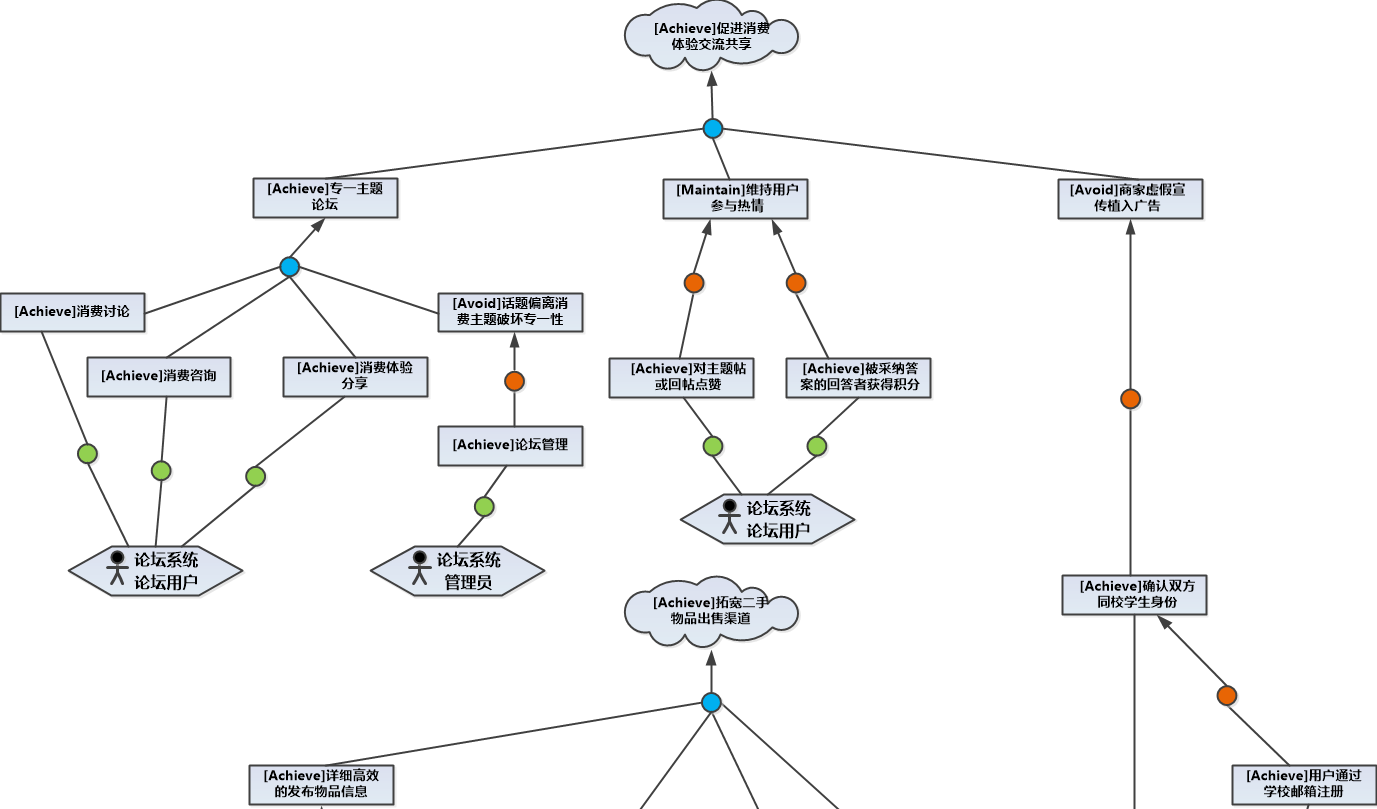 [Achieve]促进消费
体验交流共享
[Achieve]专一主题
论坛
[Maintain]维持用户
参与热情
[Avoid]商家虚假宣
传植入广告
[Achieve]消费讨论
[Avoid]话题偏离消
费主题破坏专一性
[Achieve]消费咨询
[Achieve]消费体验
分享
[Achieve]对主题帖
或回帖点赞
[Achieve]被采纳答
案的回答者获得积分
[Achieve]论坛管理
论坛系统
论坛用户
论坛系统
管理员
论坛系统
论坛用户
[Achieve]确认双方
同校学生身份
[Achieve]拓宽二手
物品出售渠道
[Achieve]详细高效
的发布物品信息
[Achieve]用户通过
学校邮箱注册